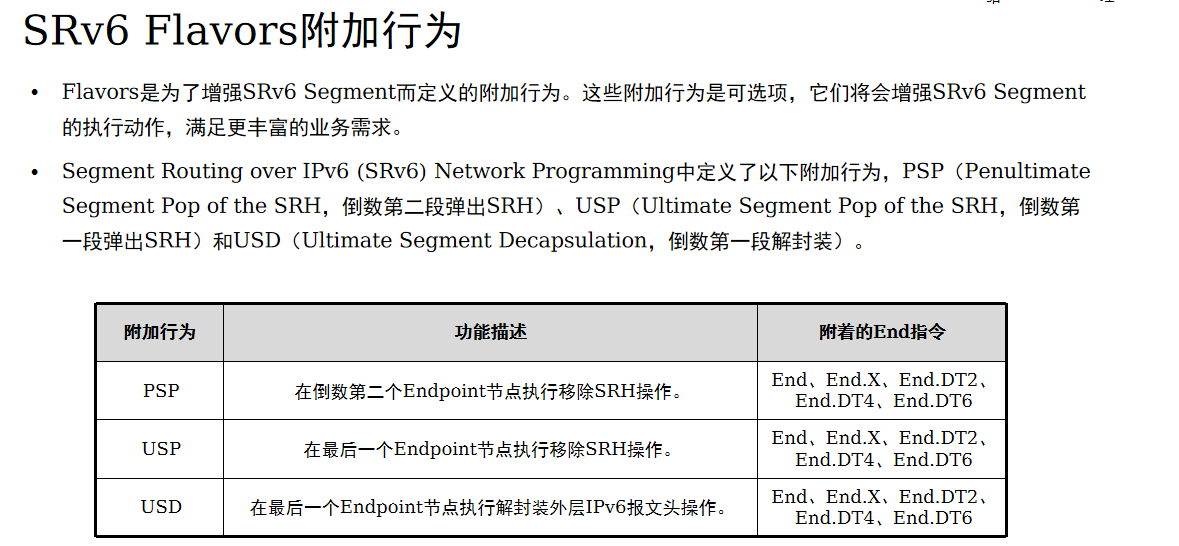 SRv6 Flavors附加行为
• Flavors是为了增强SRv6 Segment而定义的附加行为。这些附加行为是可选项，它们将会增强SRv6 Segment
的执行动作，满足更丰富的业务需求。
• Segment Routing over IPv6 (SRv6) Network Programming中定义了以下附加行为，PSP（Penultimate
Segment Pop of the SRH，倒数第二段弹出SRH）、USP（Ultimate Segment Pop of the SRH，倒数第
一段弹出SRH）和USD（Ultimate Segment Decapsulation，倒数第一段解封装）。
附加行为 功能描述 附着的End指令
PSP 在倒数第二个Endpoint节点执行移除SRH操作。 End、End.X、End.DT2、
End.DT4、End.DT6
USP 在最后一个Endpoint节点执行移除SRH操作。 End、End.X、End.DT2、
End.DT4、End.DT6
USD 在最后一个Endpoint节点执行解封装外层IPv6报文头操作。 End、End.X、End.DT2、
End.DT4、End.DT6